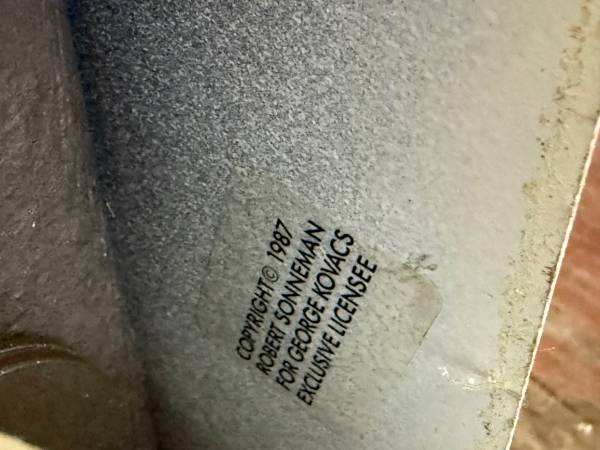 COPYRIGHT© 1987
ROBERT SONNEMAN
FOR GEORGE KOVACS
EXCLUSIVE LICENSEE